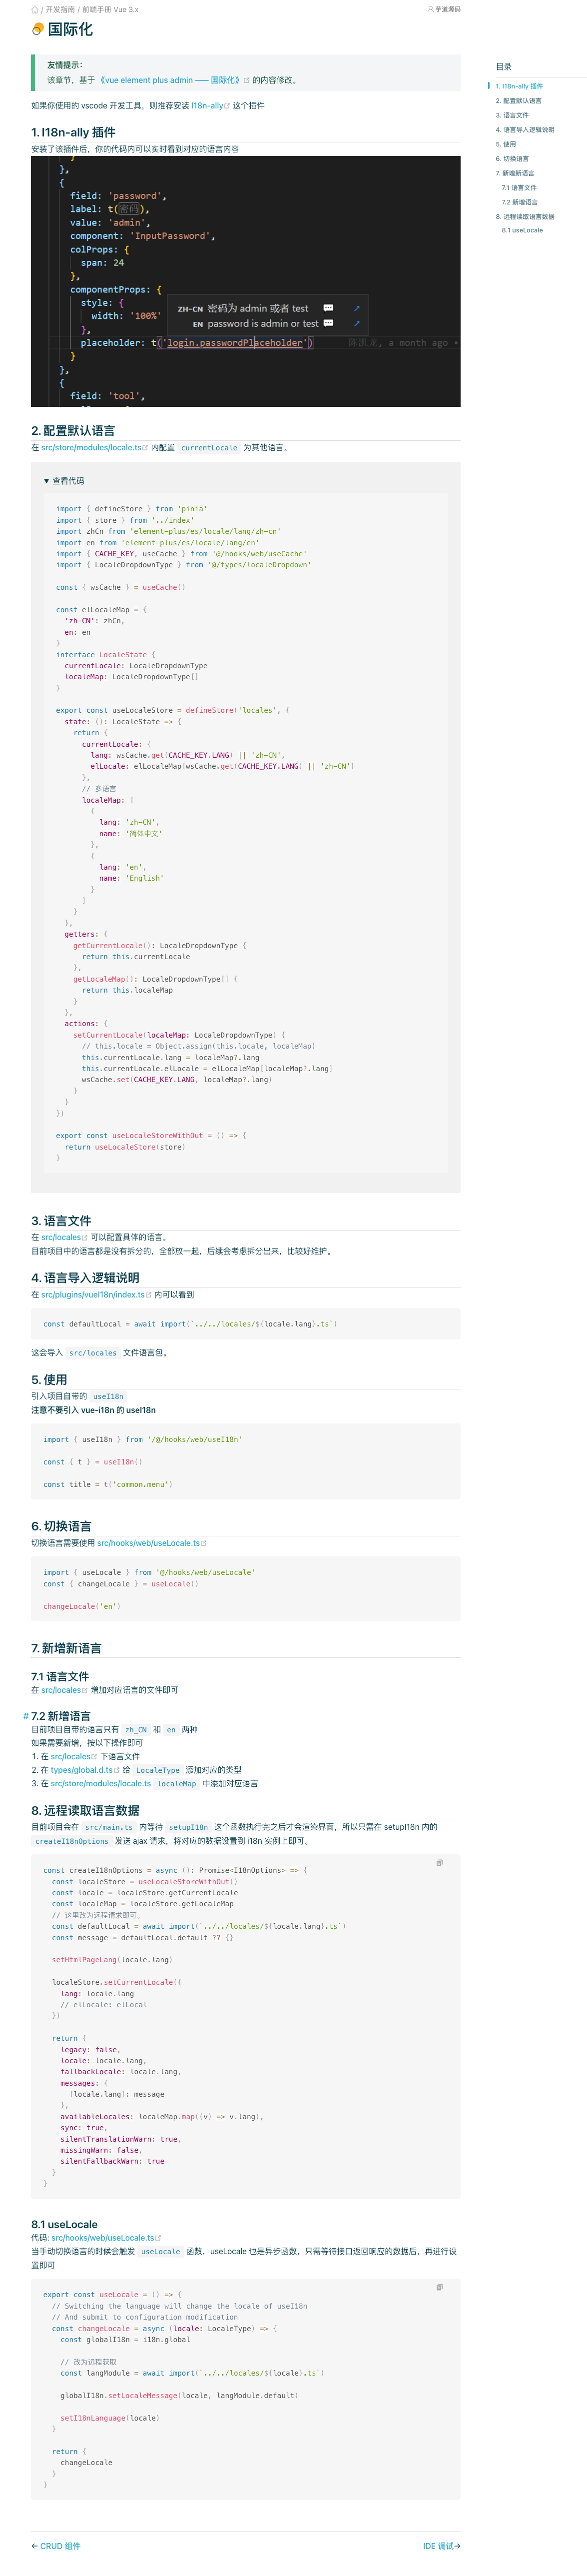 / 开发指南 / 前端手册 Vue 3.x
芋道源码
国际化
友情提示：
该章节，基于 《vue element plus admin —— 国际化》 的内容修改。
如果你使用的 vscode 开发工具，则推荐安装 I18n-ally 这个插件
目录
1. I18n-ally 插件
2. 配置默认语言
3. 语言文件
4. 语言导入逻辑说明
5. 使用
6. 切换语言
7. 新增新语言
7.1 语言文件
7.2 新增语言
8. 远程读取语言数据
8.1 useLocale
1. I18n-ally 插件
安装了该插件后，你的代码内可以实时看到对应的语言内容
}
},
{
field: 'password',
label: t(密码),
value: 'admin',
component: 'InputPassword',
colProps: {
span: 24
},
componentProps: {
style: {
width: '100%'
},
ZH-CN 密码为 admin 或者 test
EN password is admin or test
placeholder: t('login.passwordPlaceholder')
陈凯龙, a month ago •
}
},
{
field: 'tool',
2. 配置默认语言
在 src/store/modules/locale.ts 内配置 currentLocale 为其他语言。
▼ 查看代码
import { defineStore } from 'pinia'
import { store } from '../index'
import zhCn from 'element-plus/es/locale/lang/zh-cn'
import en from 'element-plus/es/locale/lang/en'
import { CACHE_KEY, useCache } from '@/hooks/web/useCache'
import { LocaleDropdownType } from '@/types/localeDropdown'
const { wsCache } = useCache()
const elLocaleMap = {
'zh-CN': zhCn,
en: en
}
interface LocaleState {
currentLocale: LocaleDropdownType
localeMap: LocaleDropdownType[]
}
export const useLocaleStore = defineStore('locales', {
state: (): LocaleState => {
return {
currentLocale: {
lang: wsCache.get(CACHE_KEY.LANG) || 'zh-CN',
elLocale: elLocaleMap[wsCache.get(CACHE_KEY.LANG) || 'zh-CN']
},
// 多语言
localeMap: [
{
lang: 'zh-CN',
name: '简体中文'
},
{
lang: 'en',
name: 'English'
}
]
}
},
getters: {
getCurrentLocale(): LocaleDropdownType {
return this.currentLocale
},
getLocaleMap(): LocaleDropdownType[] {
return this.localeMap
}
},
actions: {
setCurrentLocale(localeMap: LocaleDropdownType) {
// this.locale = Object.assign(this.locale, localeMap)
this.currentLocale.lang = localeMap?.lang
this.currentLocale.elLocale = elLocaleMap[localeMap?.lang]
wsCache.set(CACHE_KEY.LANG, localeMap?.lang)
}
}
})
export const useLocaleStoreWithOut = () => {
return useLocaleStore(store)
}
3. 语言文件
在 src/locales 可以配置具体的语言。
目前项目中的语言都是没有拆分的，全部放一起，后续会考虑拆分出来，比较好维护。
4. 语言导入逻辑说明
在 src/plugins/vueI18n/index.ts 内可以看到
const defaultLocal = await import(`../../locales/${locale.lang}.ts`)
这会导入 src/locales 文件语言包。
5. 使用
引入项目自带的 useI18n
注意不要引入 vue-i18n 的 useI18n
import { useI18n } from '/@/hooks/web/useI18n'
const { t } = useI18n()
const title = t('common.menu')
6. 切换语言
切换语言需要使用 src/hooks/web/useLocale.ts
import { useLocale } from '@/hooks/web/useLocale'
const { changeLocale } = useLocale()
changeLocale('en')
7. 新增新语言
7.1 语言文件
在 src/locales 增加对应语言的文件即可
# 7.2 新增语言
目前项目自带的语言只有 zh_CN 和 en 两种
如果需要新增，按以下操作即可
1. 在 src/locales 下语言文件
2. 在 types/global.d.ts 给 LocaleType 添加对应的类型
3. 在 src/store/modules/locale.ts localeMap 中添加对应语言
8. 远程读取语言数据
目前项目会在 src/main.ts 内等待 setupI18n 这个函数执行完之后才会渲染界面，所以只需在 setupI18n 内的
createI18nOptions 发送 ajax 请求，将对应的数据设置到 i18n 实例上即可。
const createI18nOptions = async (): Promise<I18nOptions> => {
const localeStore = useLocaleStoreWithOut()
const locale = localeStore.getCurrentLocale
const localeMap = localeStore.getLocaleMap
// 这里改为远程请求即可。
const defaultLocal = await import(`../../locales/${locale.lang}.ts`)
const message = defaultLocal.default ?? {}
setHtmlPageLang(locale.lang)
localeStore.setCurrentLocale({
lang: locale.lang
// elLocale: elLocal
})
return {
legacy: false,
locale: locale.lang,
fallbackLocale: locale.lang,
messages: {
[locale.lang]: message
},
availableLocales: localeMap.map((v) => v.lang),
sync: true,
silentTranslationWarn: true,
missingWarn: false,
silentFallbackWarn: true
}
}
8.1 useLocale
代码: src/hooks/web/useLocale.ts
当手动切换语言的时候会触发 useLocale 函数，useLocale 也是异步函数，只需等待接口返回响应的数据后，再进行设
置即可
export const useLocale = () => {
// Switching the language will change the locale of useI18n
// And submit to configuration modification
const changeLocale = async (locale: LocaleType) => {
const globalI18n = i18n.global
// 改为远程获取
const langModule = await import(`../../locales/${locale}.ts`)
globalI18n.setLocaleMessage(locale, langModule.default)
setI18nLanguage(locale)
}
return {
changeLocale
}
}
← CRUD 组件
IDE 调试→